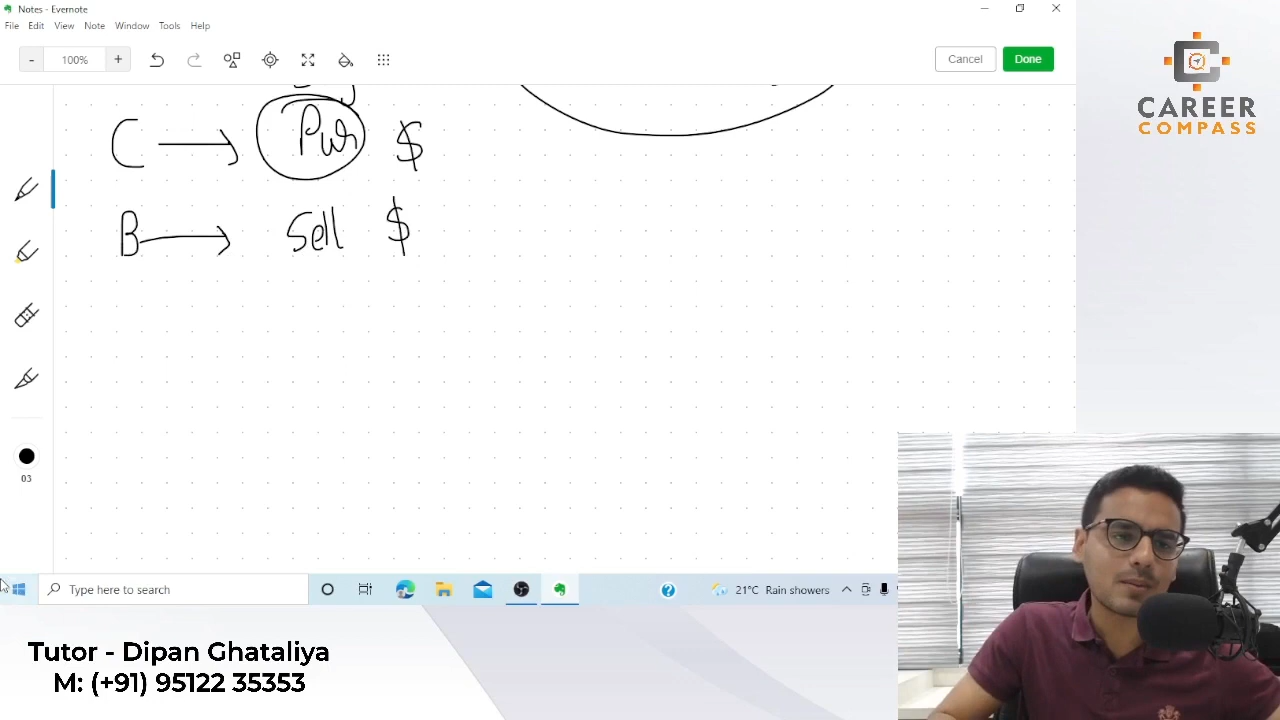 Notes - Evernote
File Edit View Note Window Tools Help
- 100% +
Cancel Done
C → Pur $
B → Sell $
03
Type here to search
21°C Rain showers
CAREER
COMPASS
Tutor - Dipan Ghataliya
M: (+91) 95122 35353